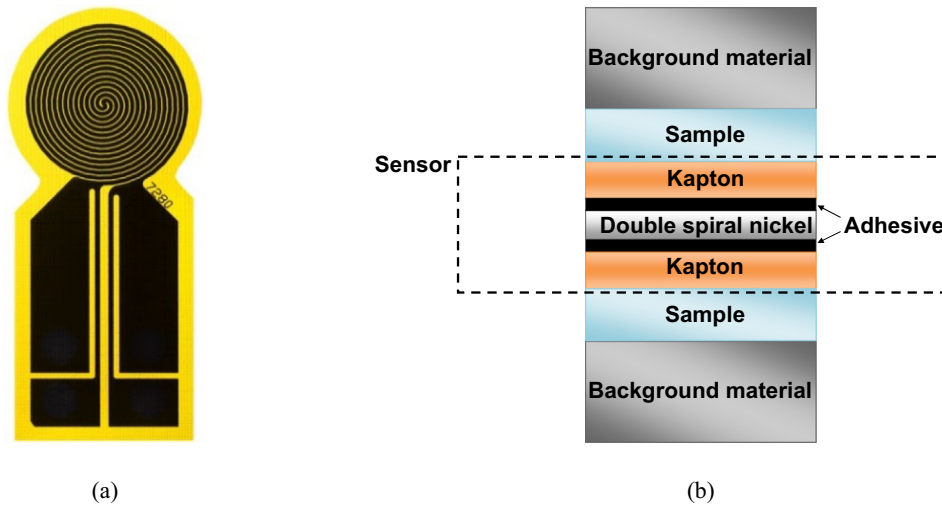 7280
(a)
Background material
Sample
Sensor
Kapton
Double spiral nickel
Adhesive
Kapton
Sample
Background material
(b)